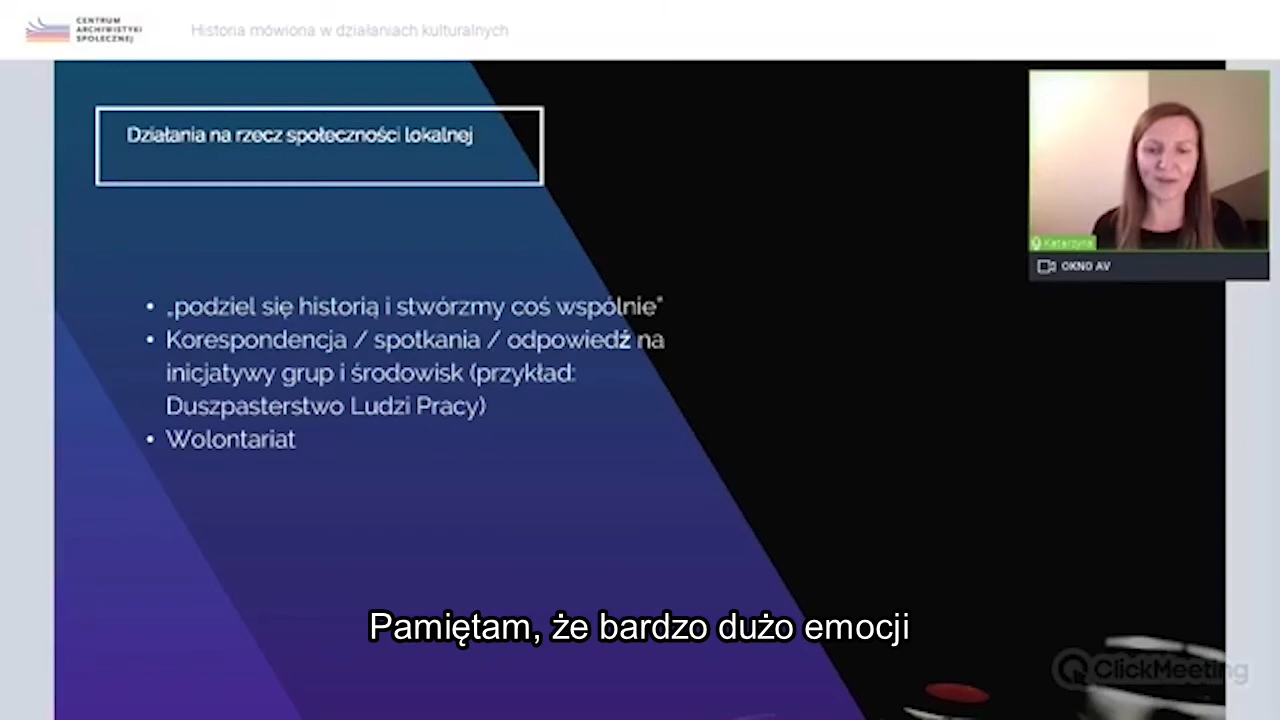 CENTRUM
ARCHIWISTYKI
SPOŁECZNEJ
Historia mówiona w działaniach kulturalnych
Działania na rzecz społeczności lokalnej
• „podziel się historią i stwórzmy coś wspólnie"
• Korespondencja / spotkania / odpowiedź na
inicjatywy grup i środowisk (przykład:
Duszpasterstwo Ludzi Pracy)
• Wolontariat
Katarzyna
OKNO AV
Pamiętam, że bardzo dużo emocji
ClickMeeting